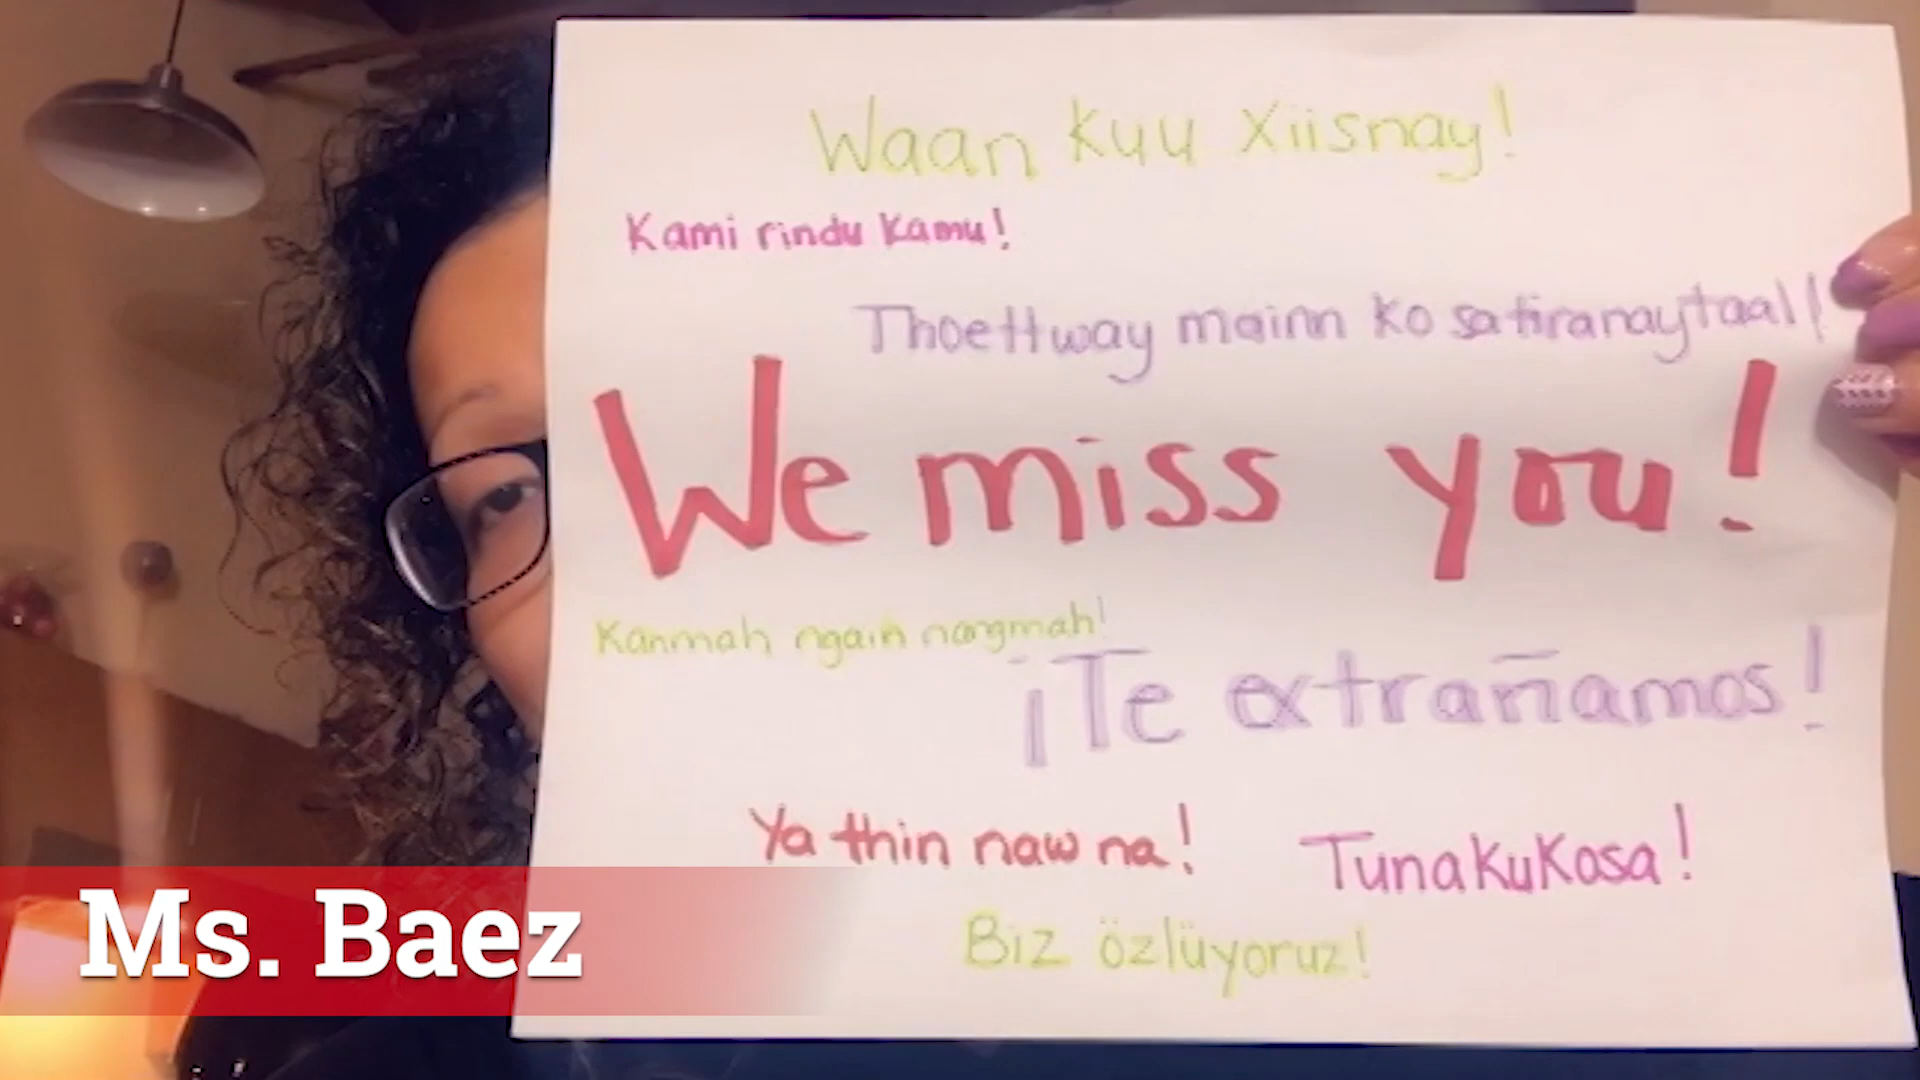 Waan kuu xiisnay!
Kami rindu kamu!
Thoettway mainn ko satiranaytaal!
We miss you!
Kanmah ngain nangmah!
¡Te extrañamos!
Ya thin naw na! Tunakukosa!
Biz özlüyoruz!
Ms. Baez